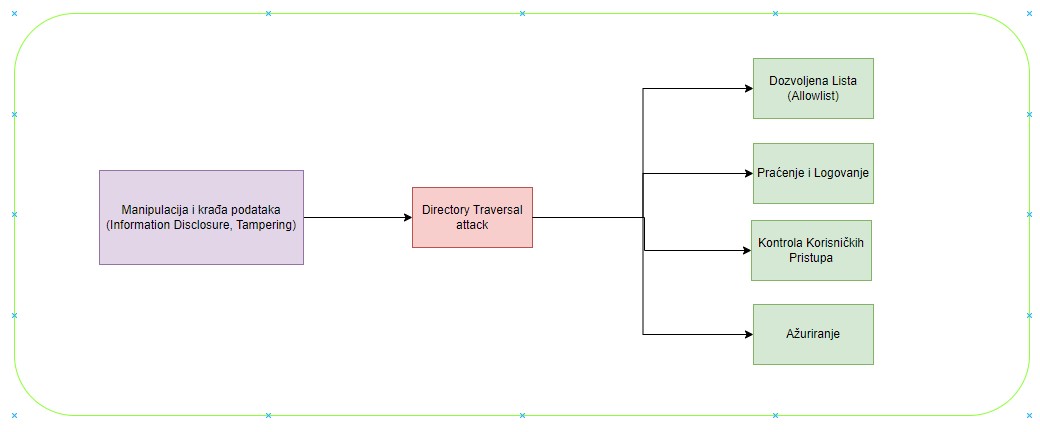 Manipulacija i krađa podataka
(Information Disclosure, Tampering)
Directory Traversal
attack
Dozvoljena Lista
(Allowlist)
Praćenje i Logovanje
Kontrola Korisničkih
Pristupa
Ažuriranje